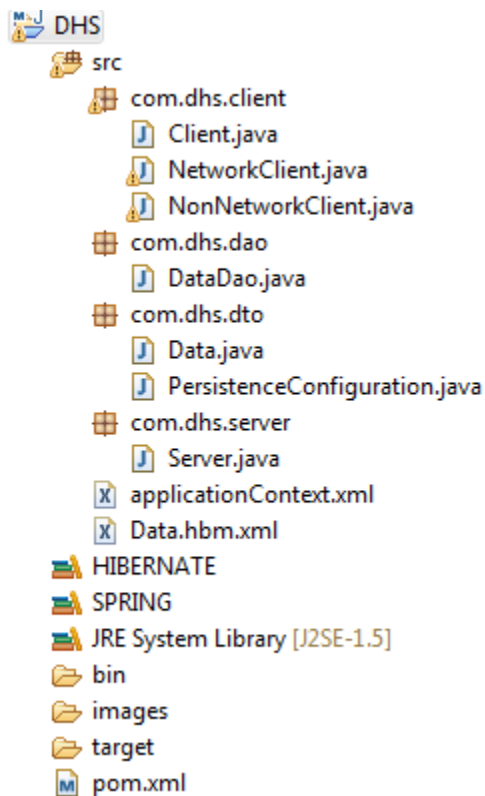 DHS
src
com.dhs.client
Client.java
NetworkClient.java
NonNetworkClient.java
com.dhs.dao
DataDao.java
com.dhs.dto
Data.java
PersistenceConfiguration.java
com.dhs.server
Server.java
applicationContext.xml
Data.hbm.xml
HIBERNATE
SPRING
JRE System Library [J2SE-1.5]
bin
images
target
pom.xml